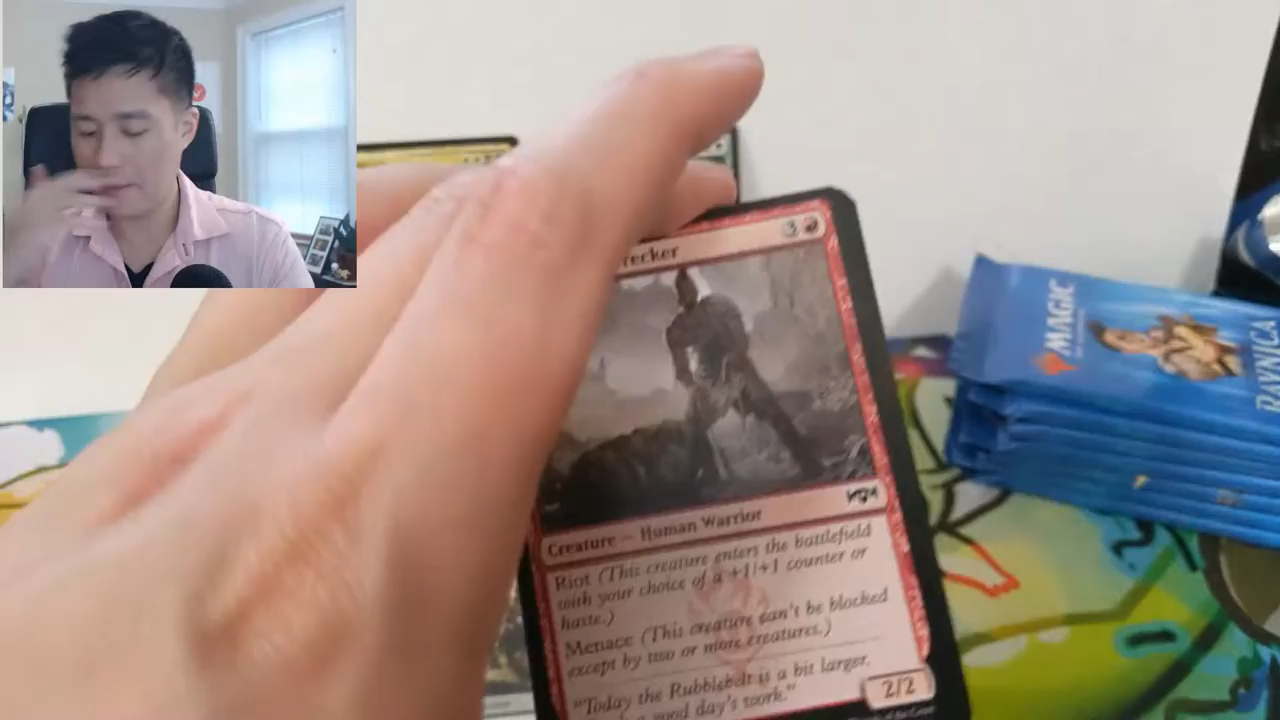 recker
3
Creature — Human Warrior
Riot (This creature enters the battlefield
with your choice of a +1/+1 counter or
haste.)
Menace (This creature can't be blocked
except by two or more creatures.)
"Today the Rubblebelt is a bit larger.
good day's work."
2/2
MAGIC
RAVNICA